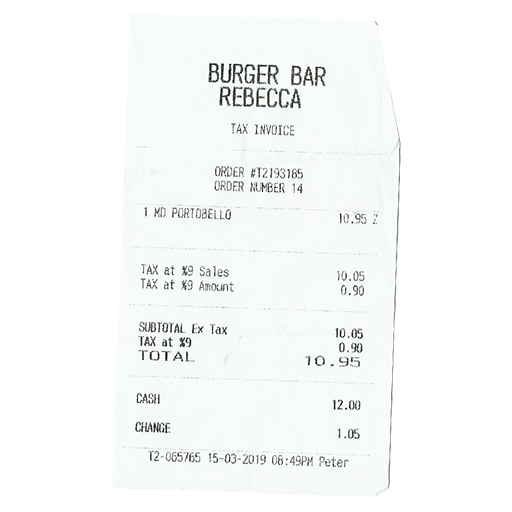 BURGER BAR
REBECCA
TAX INVOICE
ORDER #T2193185
ORDER NUMBER 14
1 MD PORTOBELLO 10.95 Z
TAX at %9 Sales 10.05
TAX at %9 Amount 0.90
SUBTOTAL Ex Tax 10.05
TAX at %9 0.90
TOTAL 10.95
CASH 12.00
CHANGE 1.05
T2-065765 15-03-2019 08:49PM Peter